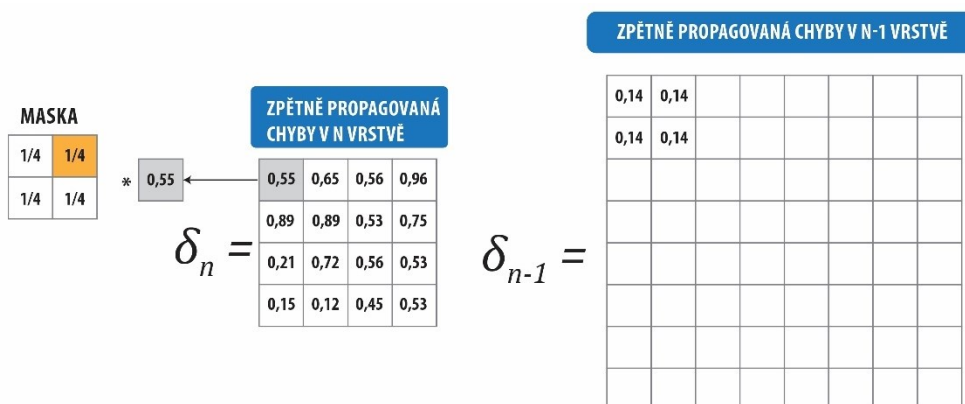 ZPĚTNĚ PROPAGOVANÁ CHYBY V N-1 VRSTVĚ
MASKA
1/4 1/4
1/4 1/4
* 0,55
ZPĚTNĚ PROPAGOVANÁ
CHYBY V N VRSTVĚ
δn =
0,55 0,65 0,56 0,96
0,89 0,89 0,53 0,75
0,21 0,72 0,56 0,53
0,15 0,12 0,45 0,53
δn-1 =
0,14 0,14
0,14 0,14